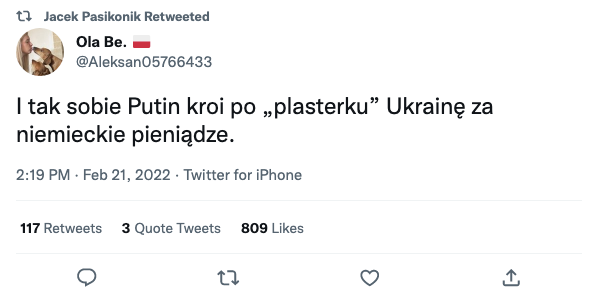 Jacek Pasikonik Retweeted
Ola Be. 🇵🇱
@Aleksan05766433
I tak sobie Putin kroi po „plasterku” Ukrainę za
niemieckie pieniądze.
2:19 PM · Feb 21, 2022 · Twitter for iPhone
117 Retweets 3 Quote Tweets 809 Likes